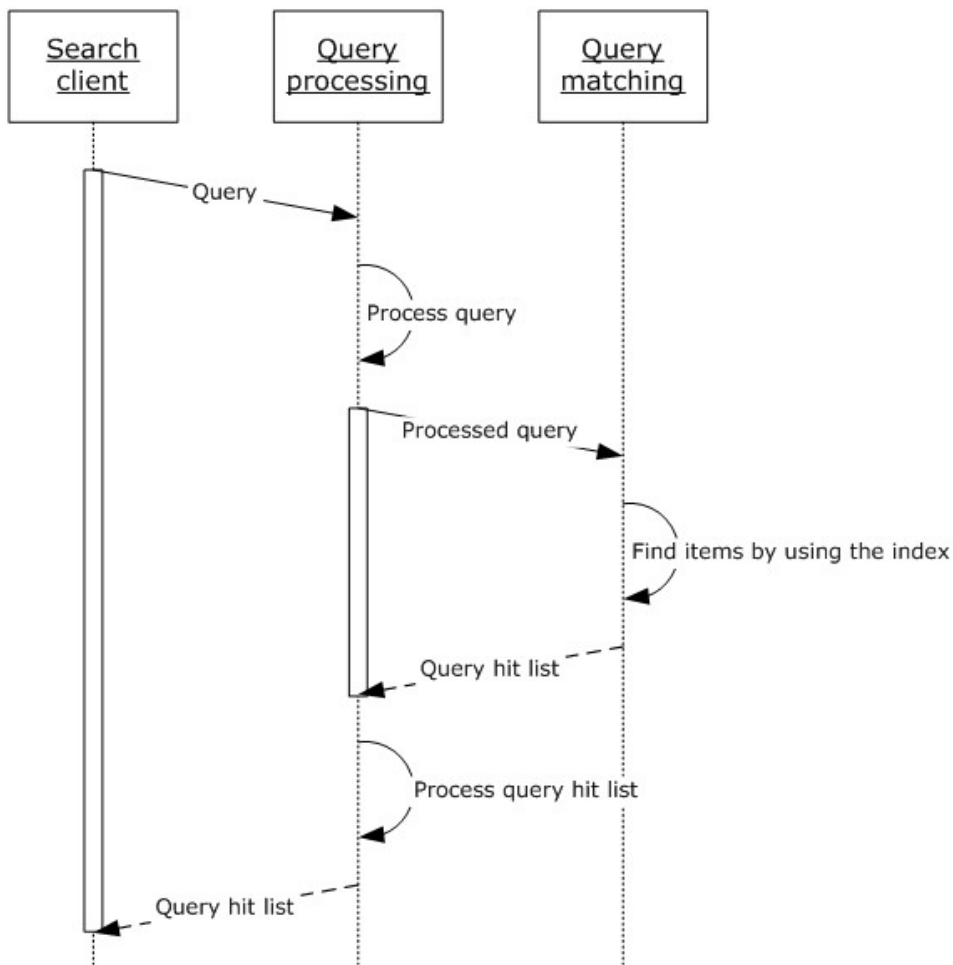 Search
client
Query
processing
Query
matching
Query
Process query
Processed query
Find items by using the index
Query hit list
Process query hit list
Query hit list